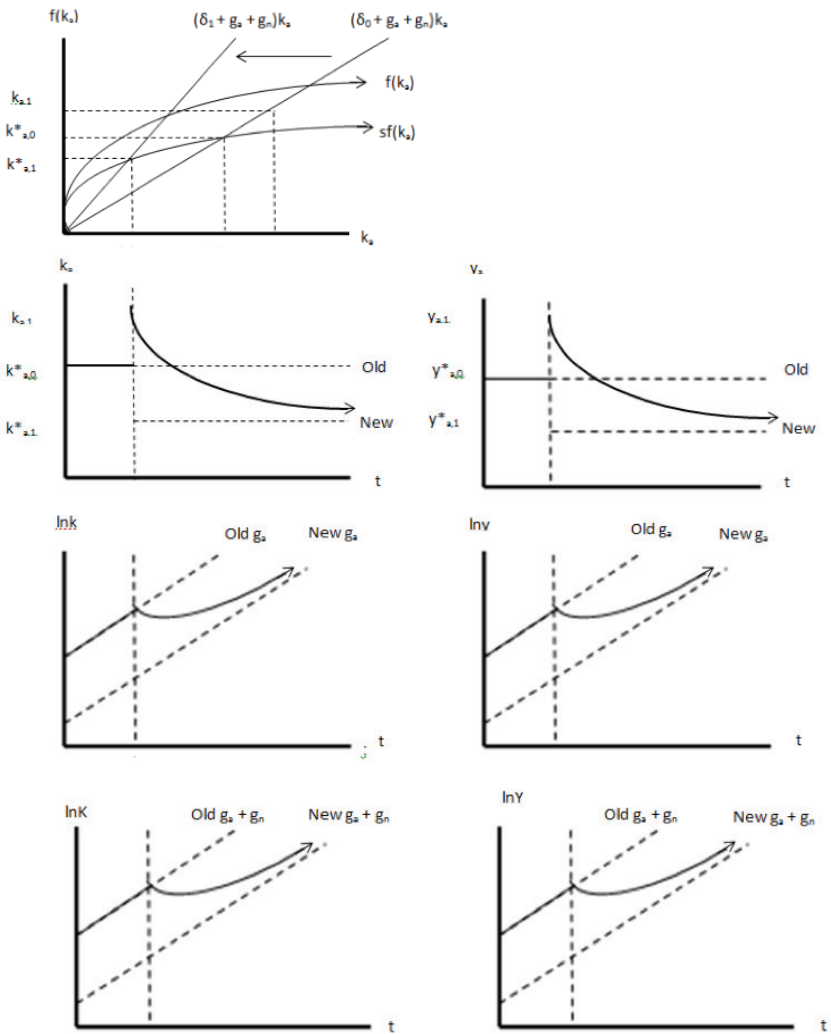 f(kₐ) (δ₁ + gₐ + gₙ)kₐ (δ₀ + gₐ + gₙ)kₐ
f(kₐ)
kₐ,₁
k*ₐ,₀
sf(kₐ)
k*ₐ,₁
kₐ
kₐ
kₐ,₁
k*ₐ,₀ Old
k*ₐ,₁ New
t
yₐ,₁
y*ₐ,₀ Old
y*ₐ,₁ New
t
lnk Old gₐ New gₐ
t
Old gₐ New gₐ
t
lnK Old gₐ + gₙ New gₐ + gₙ
t
lnY Old gₐ + gₙ New gₐ + gₙ
t